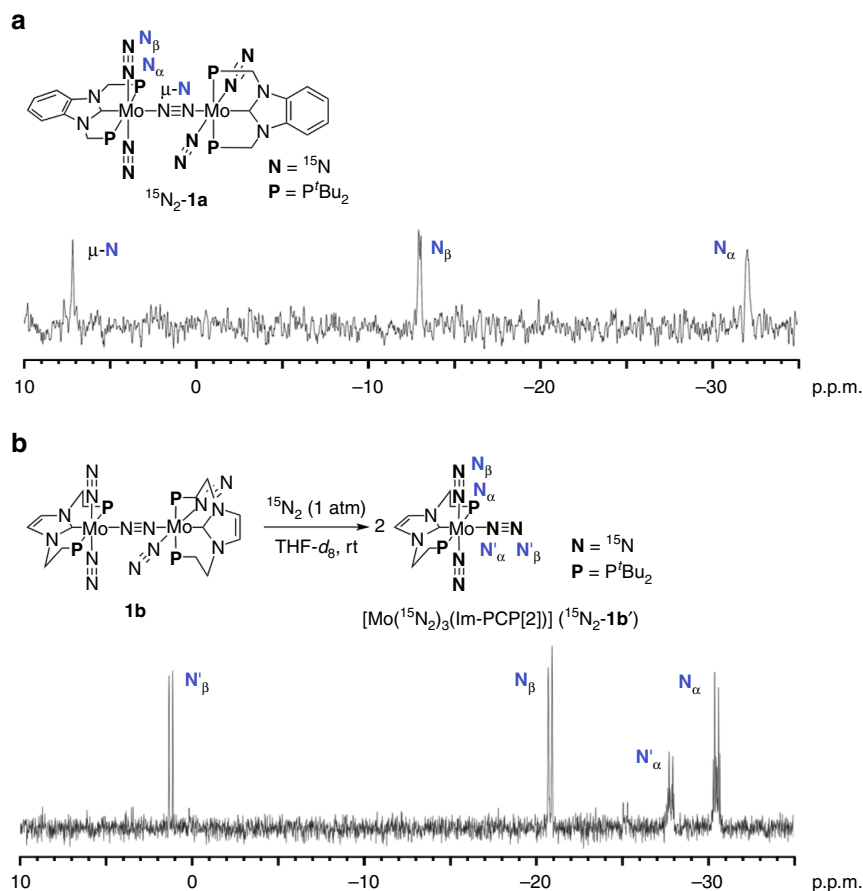 a
N N
β
N
α
μ-N
P
P
N
N
N
N
Mo
N≡N
Mo
N
N
P
P
N
N
N
N
N = ¹⁵N
P = PᵗBu₂
¹⁵N₂-1a
μ-N
Nβ
Nα
10 0 −10 −20 −30 p.p.m.
b
N
N
P
N
N
P
Mo
N≡N
Mo
N
N
P
P
N
N
N
N
N
N
1b
¹⁵N₂ (1 atm)
THF-d₈, rt
2
N
N
Nβ
Nα
P
N
N
P
Mo
N≡N
N'α N'β
N
N
N = ¹⁵N
P = PᵗBu₂
[Mo(¹⁵N₂)₃(Im-PCP[2])] (¹⁵N₂-1b′)
N'β
Nβ
N'α
Nα
10 0 −10 −20 −30 p.p.m.